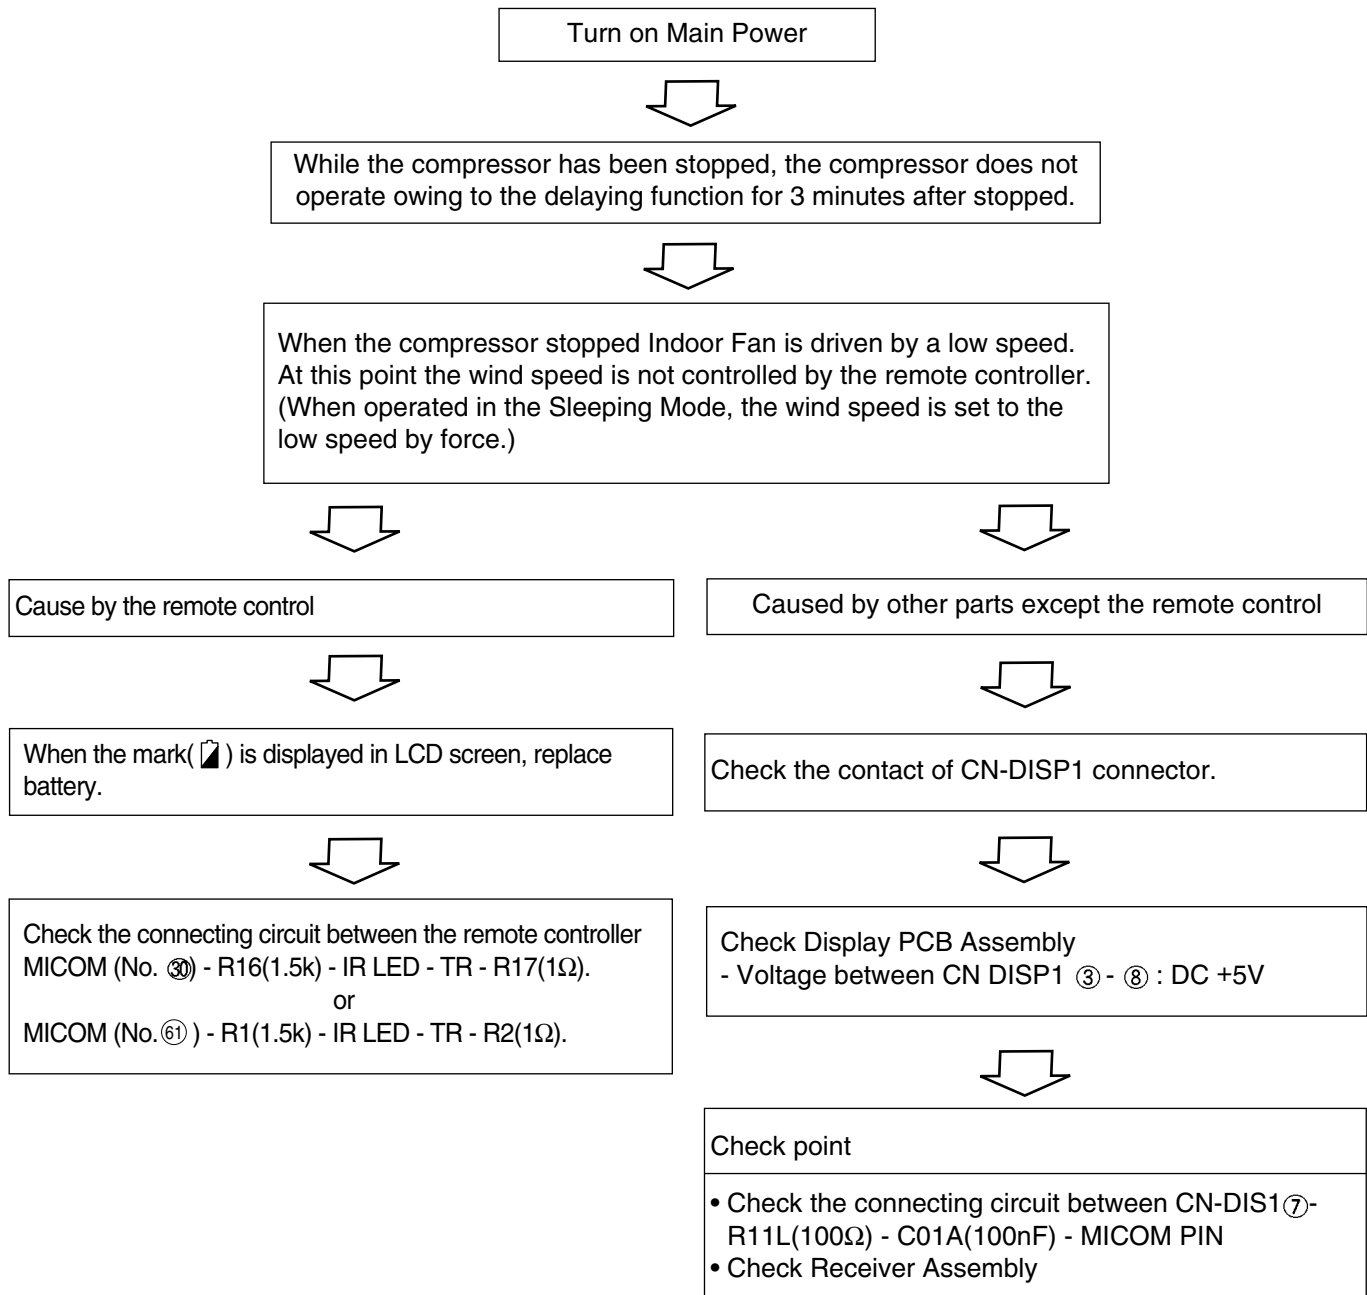 Turn on Main Power
While the compressor has been stopped, the compressor does not
operate owing to the delaying function for 3 minutes after stopped.
When the compressor stopped Indoor Fan is driven by a low speed.
At this point the wind speed is not controlled by the remote controller.
(When operated in the Sleeping Mode, the wind speed is set to the
low speed by force.)
Cause by the remote control
When the mark( ) is displayed in LCD screen, replace
battery.
Check the connecting circuit between the remote controller
MICOM (No. ㉚) - R16(1.5k) - IR LED - TR - R17(1Ω).
or
MICOM (No.61 ) - R1(1.5k) - IR LED - TR - R2(1Ω).
Caused by other parts except the remote control
Check the contact of CN-DISP1 connector.
Check Display PCB Assembly
- Voltage between CN DISP1 ③ - ⑧ : DC +5V
Check point
• Check the connecting circuit between CN-DIS1⑦-
R11L(100Ω) - C01A(100nF) - MICOM PIN
• Check Receiver Assembly